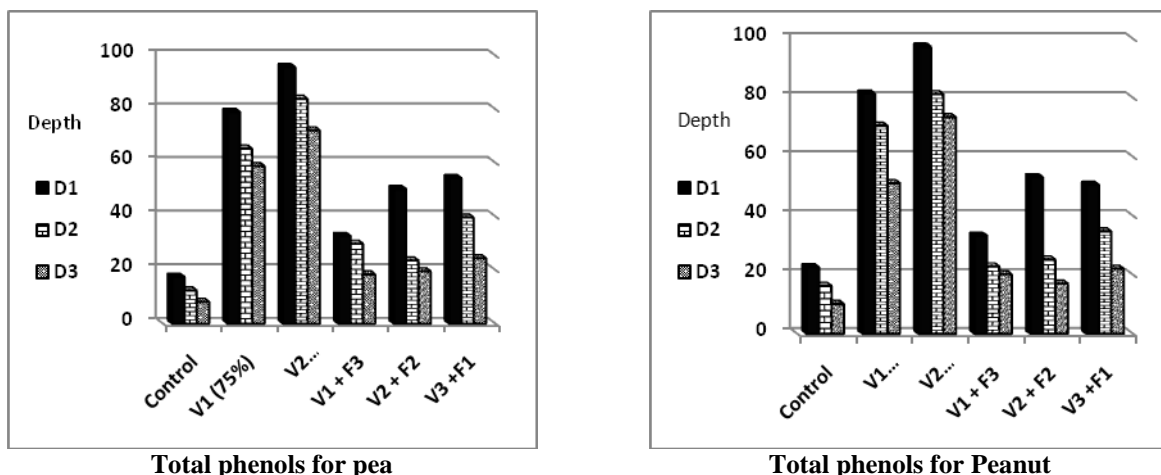 100
80
60
40
20
0
Depth
D1
D2
D3
Control
V1 (75%)
V2...
V1 + F3
V2 + F2
V3 +F1
Total phenols for pea
100
80
60
40
20
0
Depth
D1
D2
D3
Control
V1...
V2...
V1 + F3
V2 + F2
V3 +F1
Total phenols for Peanut